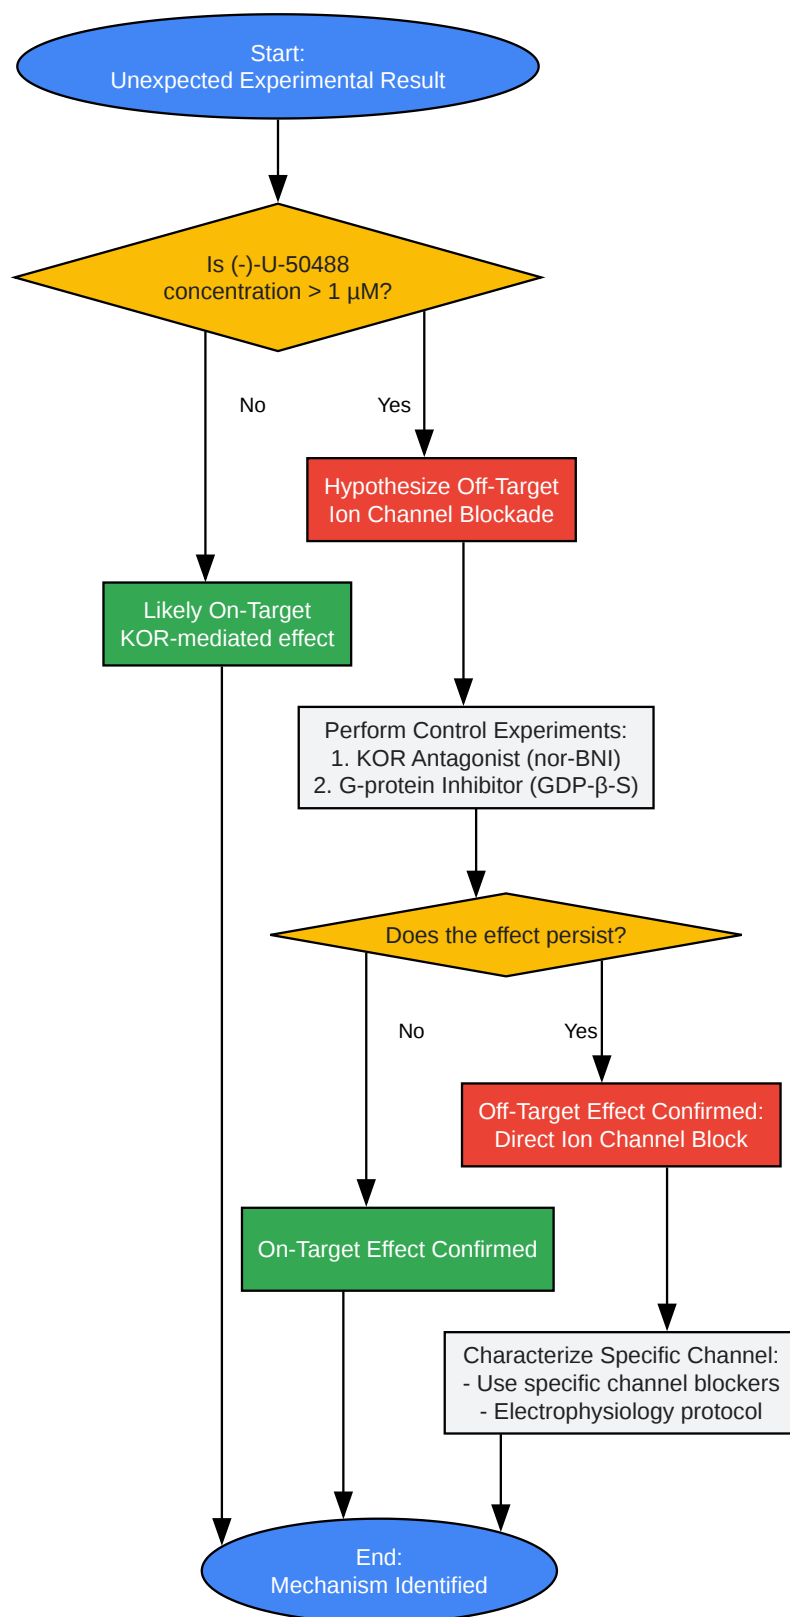 Start:
Unexpected Experimental Result
Is (-)-U-50488
concentration > 1 µM?
No
Yes
Hypothesize Off-Target
Ion Channel Blockade
Likely On-Target
KOR-mediated effect
Perform Control Experiments:
1. KOR Antagonist (nor-BNI)
2. G-protein Inhibitor (GDP-β-S)
Does the effect persist?
No
Yes
Off-Target Effect Confirmed:
Direct Ion Channel Block
On-Target Effect Confirmed
Characterize Specific Channel:
- Use specific channel blockers
- Electrophysiology protocol
End:
Mechanism Identified